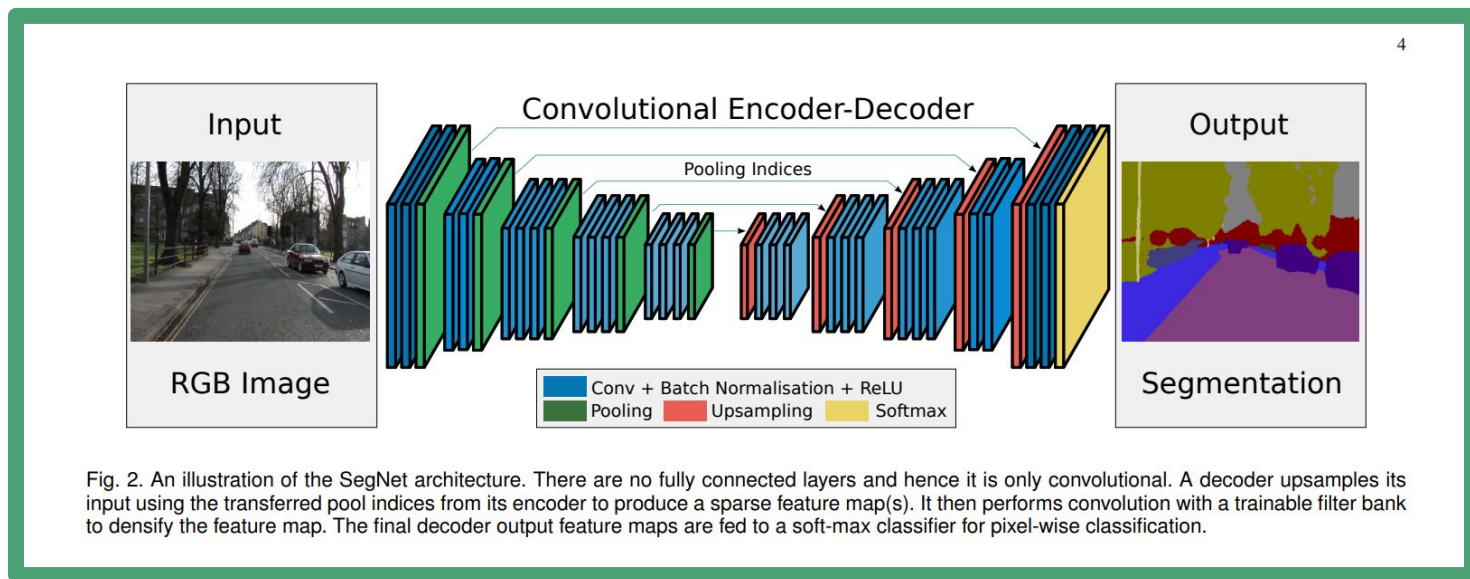 4
Convolutional Encoder-Decoder
Input
Output
Pooling Indices
RGB Image
Segmentation
Conv + Batch Normalisation + ReLU
Pooling
Upsampling
Softmax
Fig. 2. An illustration of the SegNet architecture. There are no fully connected layers and hence it is only convolutional. A decoder upsamples its
input using the transferred pool indices from its encoder to produce a sparse feature map(s). It then performs convolution with a trainable filter bank
to densify the feature map. The final decoder output feature maps are fed to a soft-max classifier for pixel-wise classification.